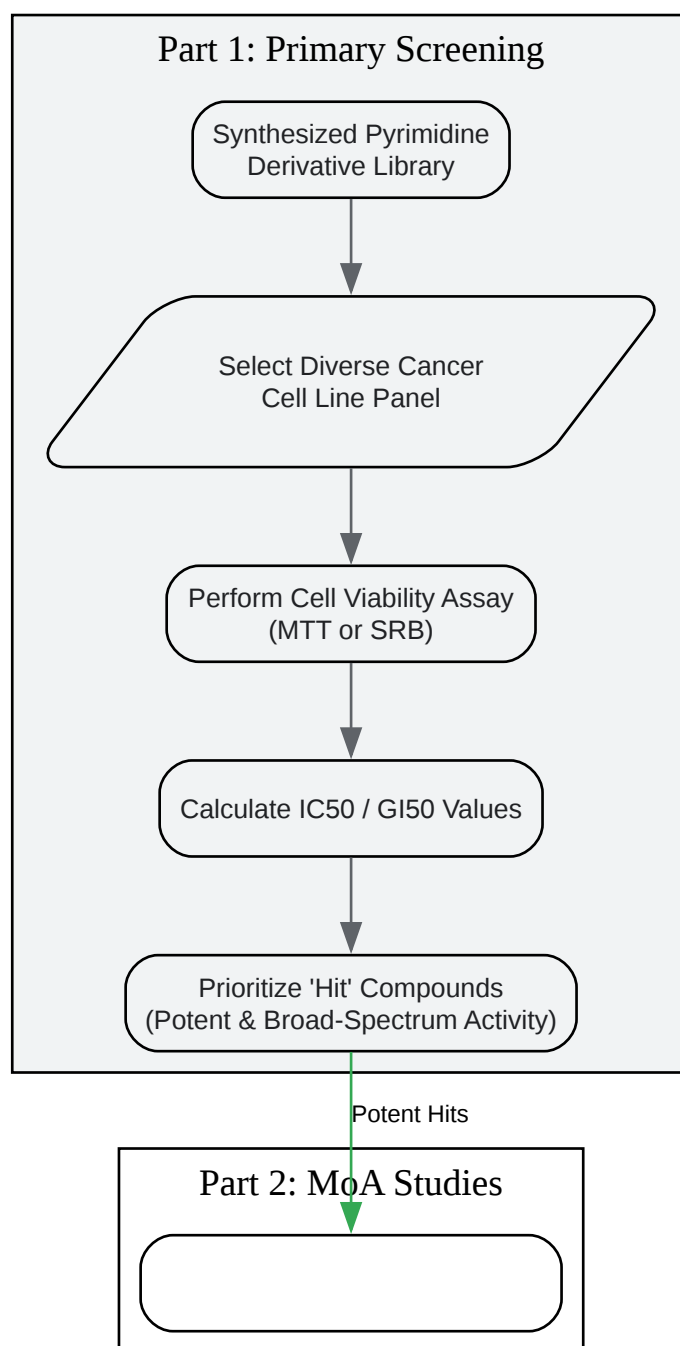 Part 1: Primary Screening
Synthesized Pyrimidine
Derivative Library
Select Diverse Cancer
Cell Line Panel
Perform Cell Viability Assay
(MTT or SRB)
Calculate IC50 / GI50 Values
Prioritize 'Hit' Compounds
(Potent & Broad-Spectrum Activity)
Potent Hits
Part 2: MoA Studies